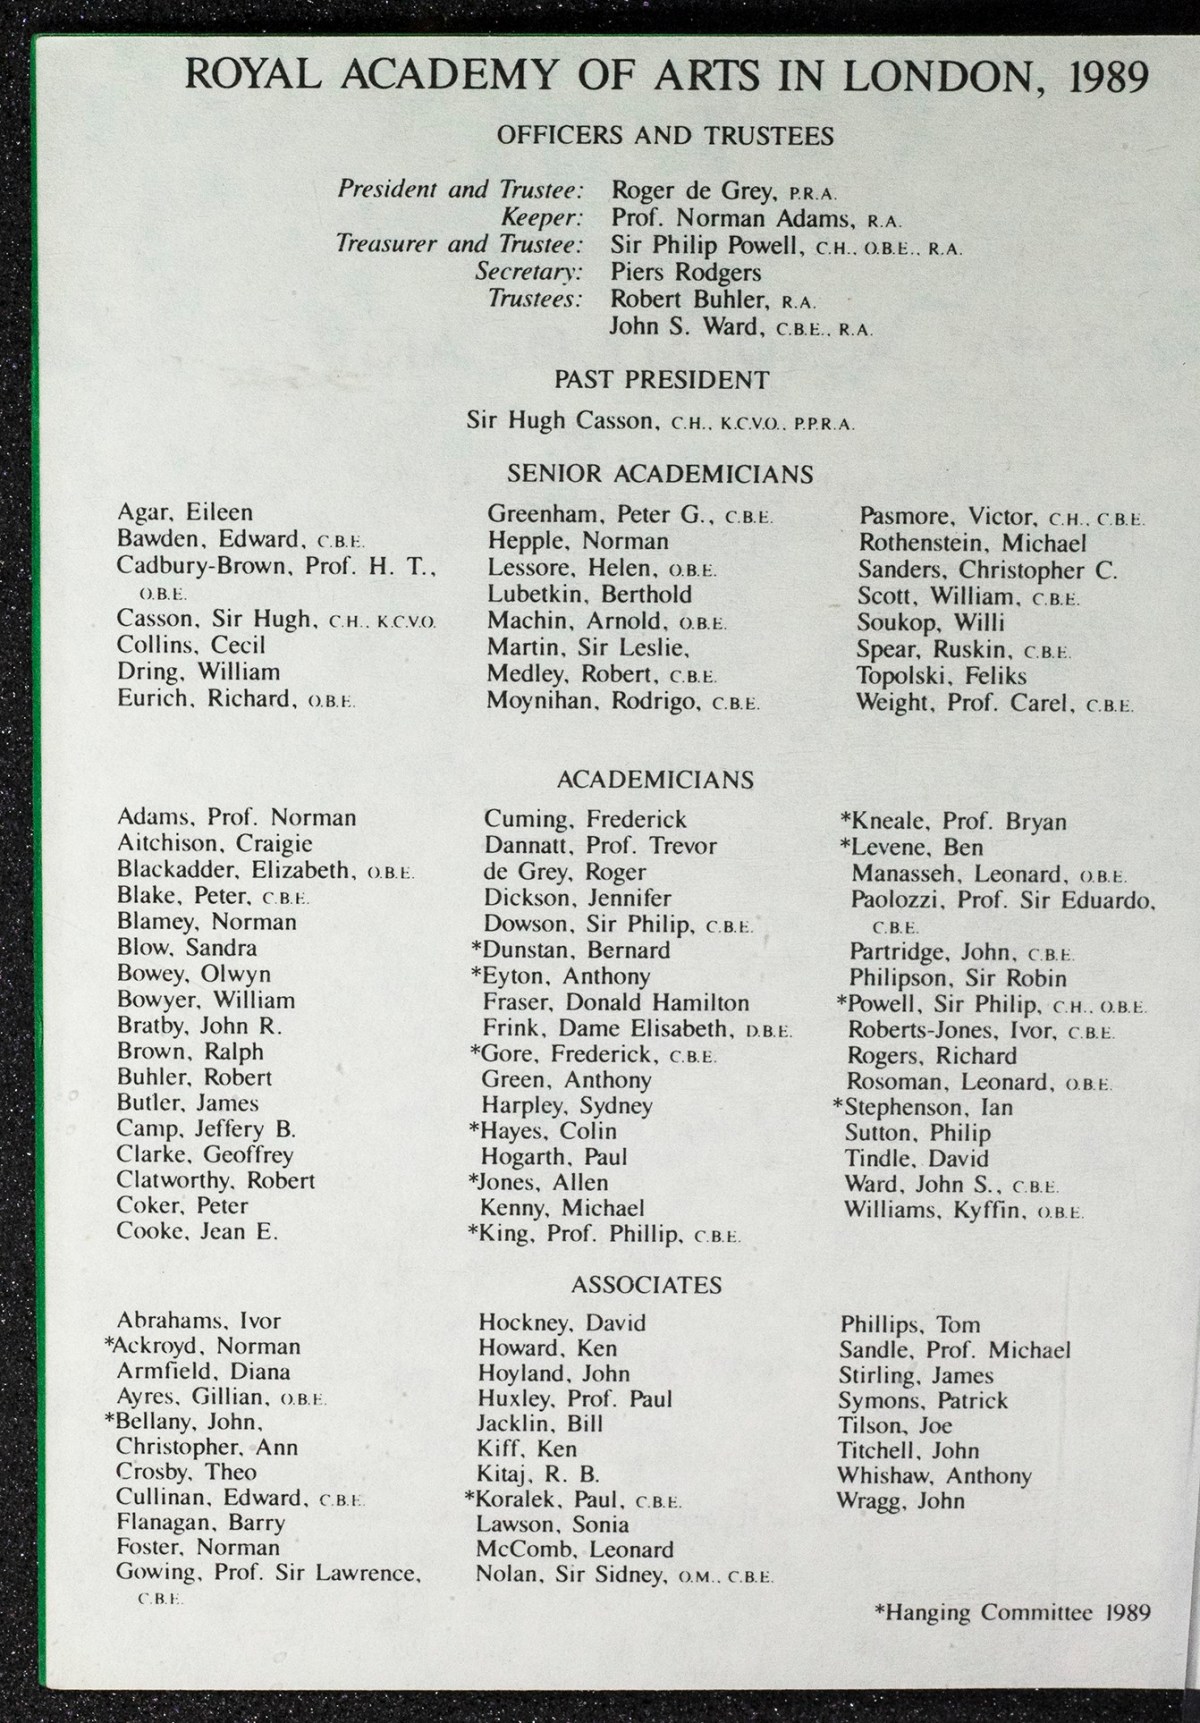 ROYAL ACADEMY OF ARTS IN LONDON, 1989
OFFICERS AND TRUSTEES
President and Trustee: Roger de Grey, P.R.A.
Keeper: Prof. Norman Adams, R.A.
Treasurer and Trustee: Sir Philip Powell, C.H., O.B.E., R.A.
Secretary: Piers Rodgers
Trustees: Robert Buhler, R.A.
John S. Ward, C.B.E., R.A.
PAST PRESIDENT
Sir Hugh Casson, C.H., K.C.V.O., P.P.R.A.
SENIOR ACADEMICIANS
Agar, Eileen
Bawden, Edward, C.B.E.
Cadbury-Brown, Prof. H. T.,
O.B.E.
Casson, Sir Hugh, C.H., K.C.V.O.
Collins, Cecil
Dring, William
Eurich, Richard, O.B.E.
Greenham, Peter G., C.B.E.
Hepple, Norman
Lessore, Helen, O.B.E.
Lubetkin, Berthold
Machin, Arnold, O.B.E.
Martin, Sir Leslie,
Medley, Robert, C.B.E.
Moynihan, Rodrigo, C.B.E.
Pasmore, Victor, C.H., C.B.E.
Rothenstein, Michael
Sanders, Christopher C.
Scott, William, C.B.E.
Soukop, Willi
Spear, Ruskin, C.B.E.
Topolski, Feliks
Weight, Prof. Carel, C.B.E.
ACADEMICIANS
Adams, Prof. Norman
Aitchison, Craigie
Blackadder, Elizabeth, O.B.E.
Blake, Peter, C.B.E.
Blamey, Norman
Blow, Sandra
Bowey, Olwyn
Bowyer, William
Bratby, John R.
Brown, Ralph
Buhler, Robert
Butler, James
Camp, Jeffery B.
Clarke, Geoffrey
Clatworthy, Robert
Coker, Peter
Cooke, Jean E.
Cuming, Frederick
Dannatt, Prof. Trevor
de Grey, Roger
Dickson, Jennifer
Dowson, Sir Philip, C.B.E.
*Dunstan, Bernard
*Eyton, Anthony
Fraser, Donald Hamilton
Frink, Dame Elisabeth, D.B.E.
*Gore, Frederick, C.B.E.
Green, Anthony
Harpley, Sydney
*Hayes, Colin
Hogarth, Paul
*Jones, Allen
Kenny, Michael
*King, Prof. Phillip, C.B.E.
*Kneale, Prof. Bryan
*Levene, Ben
Manasseh, Leonard, O.B.E.
Paolozzi, Prof. Sir Eduardo,
C.B.E.
Partridge, John, C.B.E.
Philipson, Sir Robin
*Powell, Sir Philip, C.H., O.B.E.
Roberts-Jones, Ivor, C.B.E.
Rogers, Richard
Rosoman, Leonard, O.B.E.
*Stephenson, Ian
Sutton, Philip
Tindle, David
Ward, John S., C.B.E.
Williams, Kyffin, O.B.E.
ASSOCIATES
Abrahams, Ivor
*Ackroyd, Norman
Armfield, Diana
Ayres, Gillian, O.B.E.
*Bellany, John,
Christopher, Ann
Crosby, Theo
Cullinan, Edward, C.B.E.
Flanagan, Barry
Foster, Norman
Gowing, Prof. Sir Lawrence,
C.B.E.
Hockney, David
Howard, Ken
Hoyland, John
Huxley, Prof. Paul
Jacklin, Bill
Kiff, Ken
Kitaj, R. B.
*Koralek, Paul, C.B.E.
Lawson, Sonia
McComb, Leonard
Nolan, Sir Sidney, O.M., C.B.E.
Phillips, Tom
Sandle, Prof. Michael
Stirling, James
Symons, Patrick
Tilson, Joe
Titchell, John
Whishaw, Anthony
Wragg, John
*Hanging Committee 1989